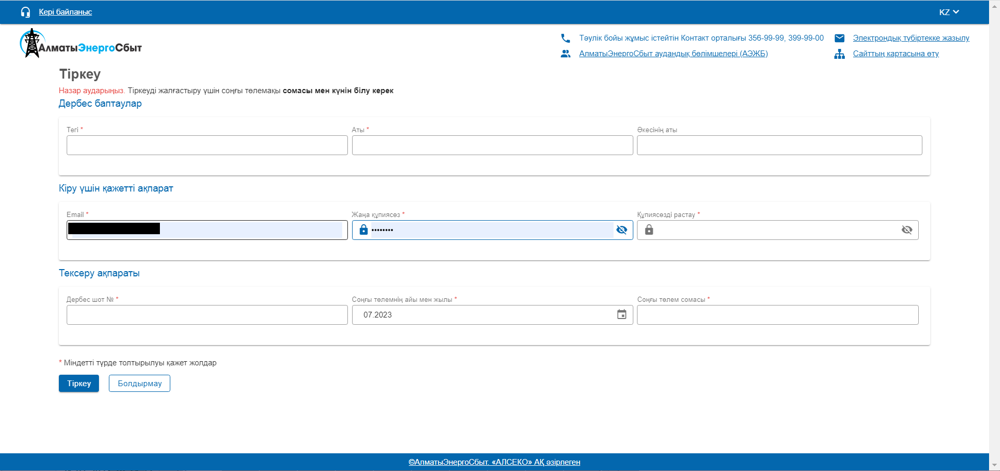 Кері байланыс
KZ
АлматыЭнергоСбыт
Тәулік бойы жұмыс істейтін Контакт орталығы 356-99-99, 399-99-00
Электрондық түбіртекке жазылу
АлматыЭнергоСбыт аудандық бөлімшелері (АЭЖБ)
Сайттың картасына өту
Тіркеу
Назар аударыңыз. Тіркеуді жалғастыру үшін соңғы төлемақы сомасы мен күнін білу керек
Дербес баптаулар
Тегі *
Аты *
Әкесінің аты
Кіру үшін қажетті ақпарат
Email *
Жаңа құпиясөз *
Құпиясөзді растау *
••••••••
Тексеру ақпараты
Дербес шот № *
Соңғы төлемнің айы мен жылы *
Соңғы төлем сомасы *
07.2023
* Міндетті түрде толтырылуы қажет жолдар
Тіркеу
Болдырмау
©АлматыЭнергоСбыт. «АЛСЕКО» АҚ әзірлеген